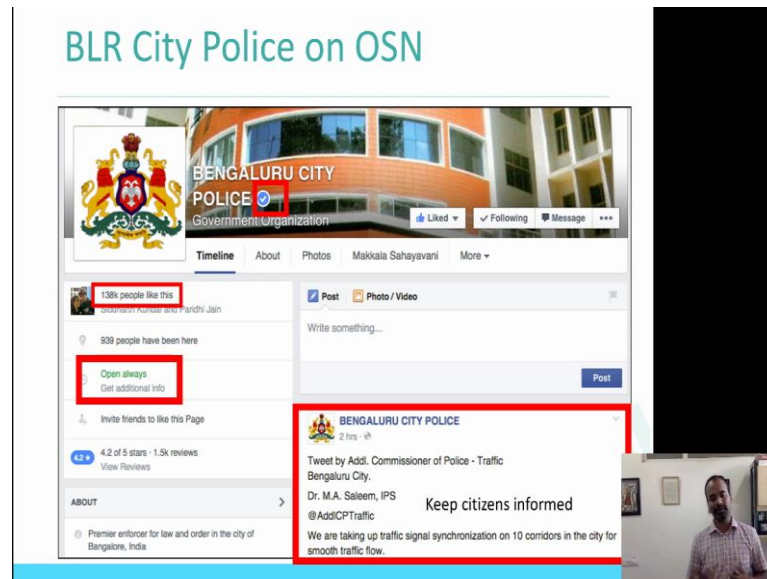 BLR City Police on OSN
BENGALURU CITY
POLICE
Government Organization
Liked
Following
Message
Timeline About Photos Makkala Sahayavani More
138k people like this
Siddharth Kundal and Paridhi Jain
939 people have been here
Open always
Get additional info
Invite friends to like this Page
4.2 4.2 of 5 stars · 1.5k reviews
View Reviews
ABOUT
Premier enforcer for law and order in the city of
Bangalore, India
Post Photo / Video
Write something...
Post
BENGALURU CITY POLICE
2 hrs ·
Tweet by Addl. Commissioner of Police - Traffic
Bengaluru City.
Dr. M.A. Saleem, IPS
Keep citizens informed
@AddlCPTraffic
We are taking up traffic signal synchronization on 10 corridors in the city for
smooth traffic flow.